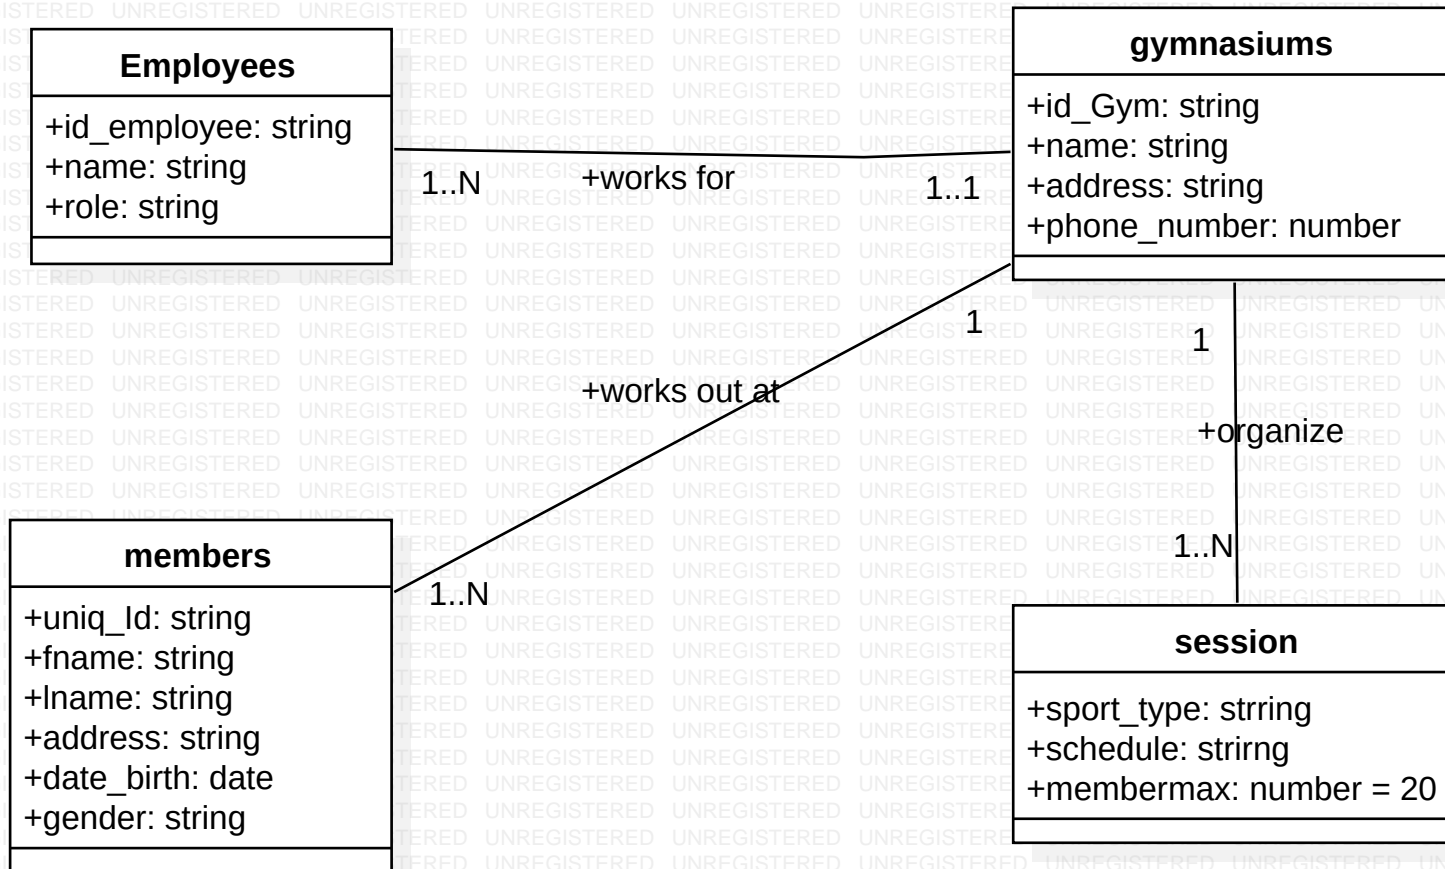 Employees
+id_employee: string
+name: string
+role: string
gymnasiums
+id_Gym: string
+name: string
+address: string
+phone_number: number
1..N
+works for
1..1
1
1
+works out at
+organize
1..N
1..N
members
+uniq_Id: string
+fname: string
+lname: string
+address: string
+date_birth: date
+gender: string
session
+sport_type: strring
+schedule: strirng
+membermax: number = 20
UNREGISTERED